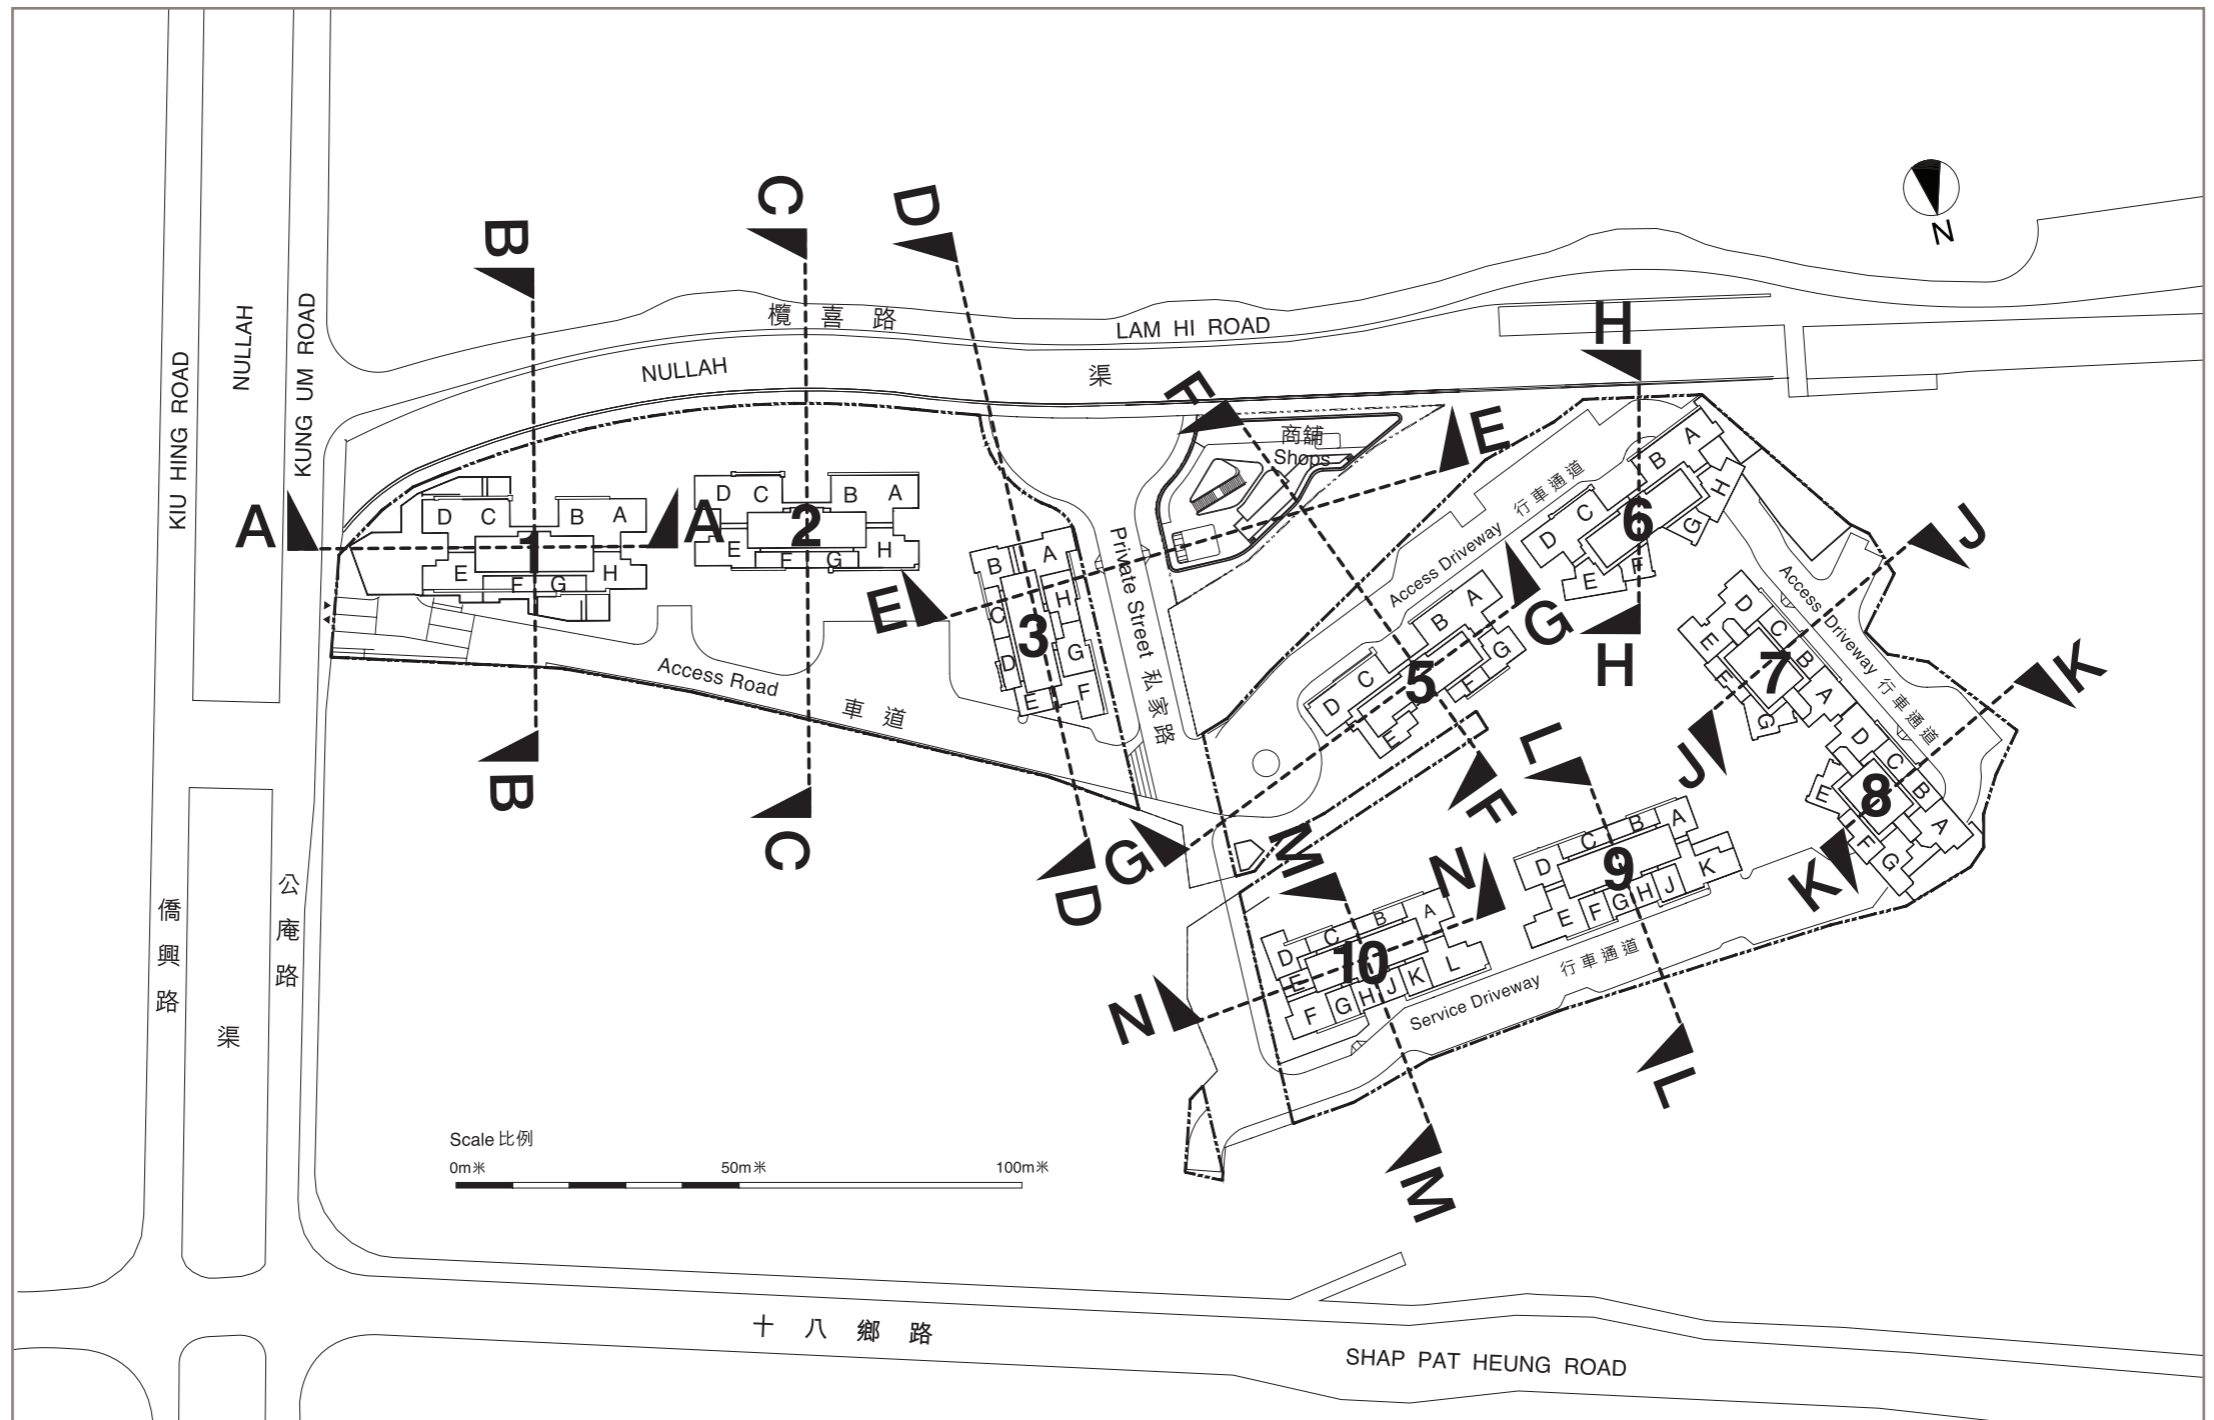 C
D
B
N
欖喜路
LAM HI ROAD
H
NULLAH
KUNG UM ROAD
KIU HING ROAD
NULLAH
渠
F
E
商舖
Shops
A
A
D C B A
1
E F G H
D C B A
2
E F G H
E
B A
C H
3
D G
E F
Private Street 私家路
Access Driveway 行車通道
A
B
C H
6
D G
E F
H
G
A
B
C G
5
D F
E
J
Access Driveway 行車通道
D
C
E B
7
F A
G
J
K
D
C
E B
8
F A
G
K
Access Road
車道
B
C
D
G
F
L
M
N
A
B
C
D
9
E F G H J K
A
B
C
D
10
E
F G H J K L
N
Service Driveway 行車通道
L
M
僑興路
公庵路
渠
Scale 比例
0m米 50m米 100m米
十八鄉路
SHAP PAT HEUNG ROAD